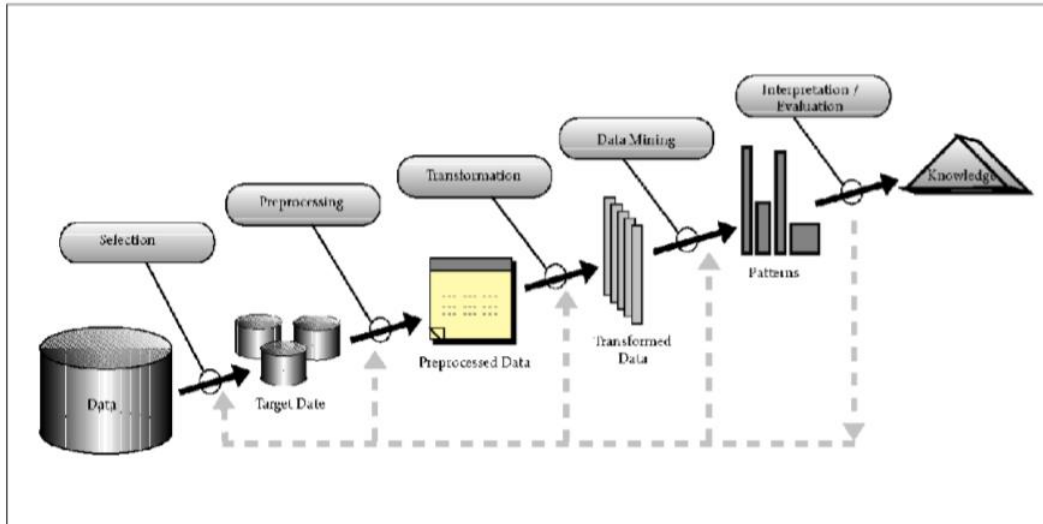 Interpretation /
Evaluation
Data Mining
Transformation
Preprocessing
Selection
Knowledge
Patterns
Transformed
Data
Preprocessed Data
Target Date
Data